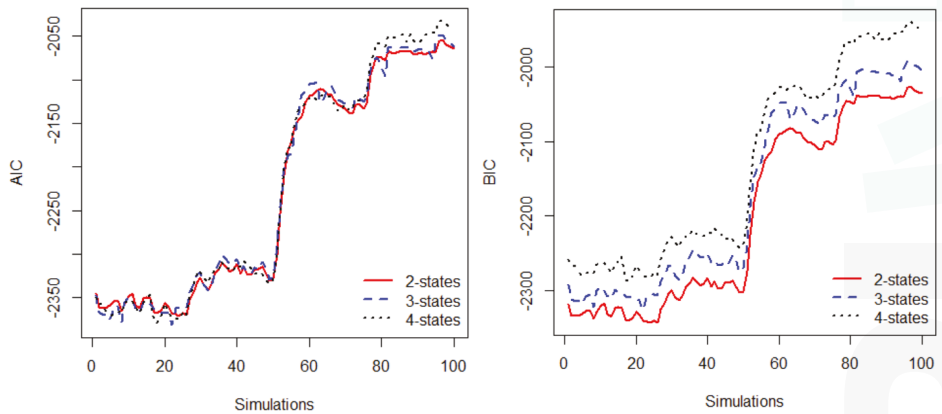 AIC
-2050
-2150
-2250
-2350
2-states
3-states
4-states
0 20 40 60 80 100
Simulations
BIC
-2000
-2100
-2200
-2300
2-states
3-states
4-states
0 20 40 60 80 100
Simulations